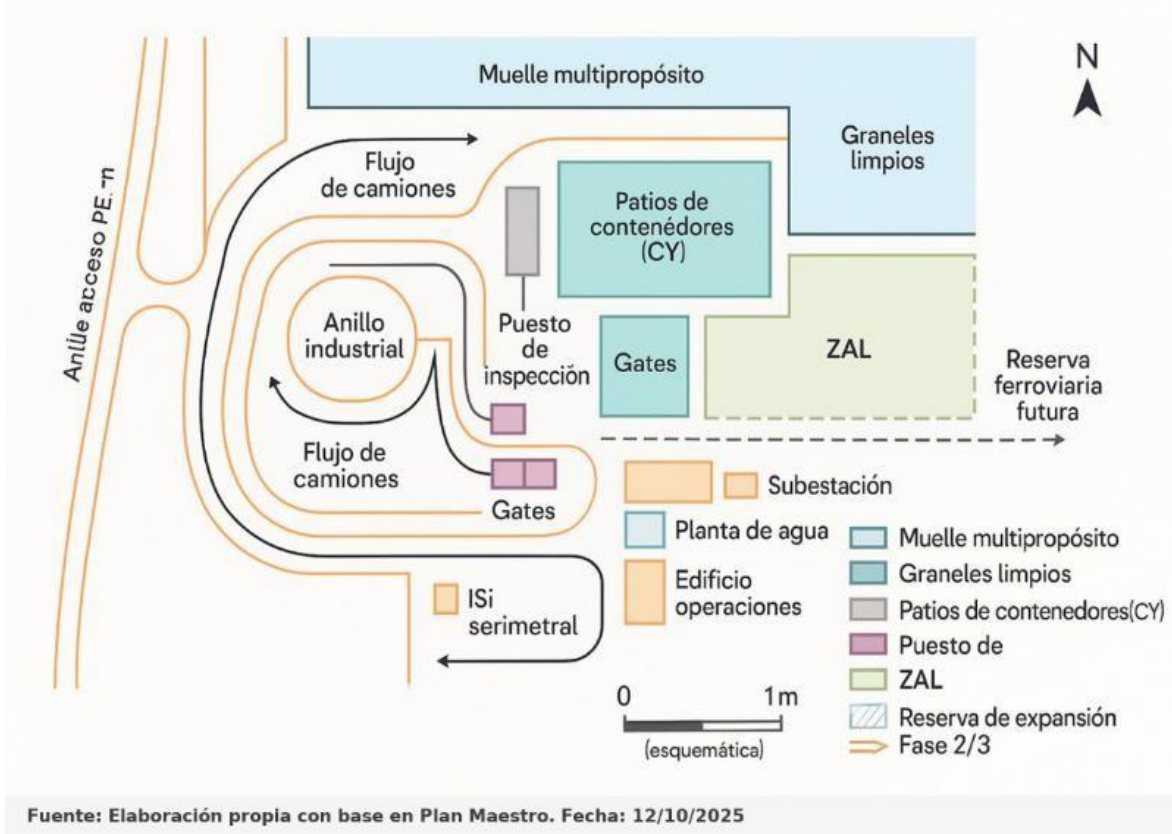 Muelle multipropósito
N
Graneles
limpios
Flujo
de camiones
Patios de
contenédores
(CY)
acceso
Anillo
industrial
Puesto
de
inspección
Gates
ZAL
Reserva
ferroviaria
futura
Flujo de
camiones
Gates
Subestación
Planta de agua
Edificio
operaciones
ISi
serimetral
0 1m
(esquemática)
Muelle multipropósito
Graneles limpios
Patios de contenedores(CY)
Puesto de
ZAL
Reserva de expansión
Fase 2/3
Fuente: Elaboración propia con base en Plan Maestro. Fecha: 12/10/2025